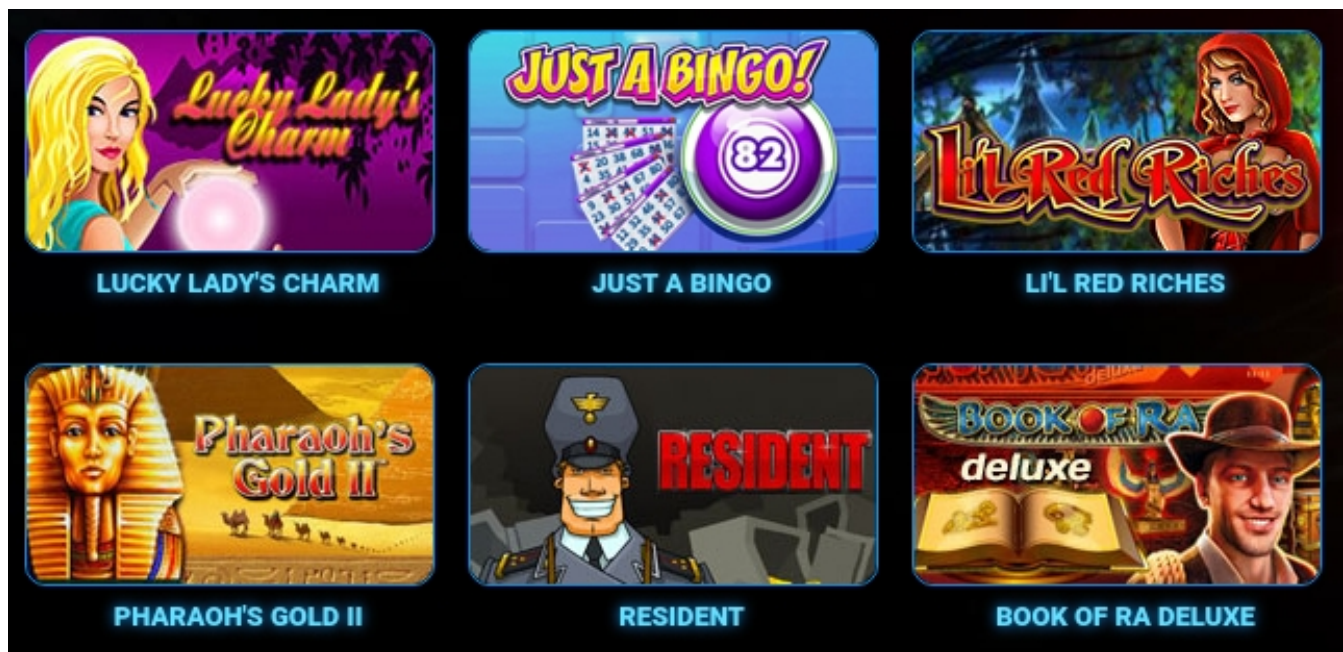 Lucky Lady's
Charm
JUST A BINGO!
82
Li'l Red Riches
LUCKY LADY'S CHARM
JUST A BINGO
LI'L RED RICHES
Pharaoh's
Gold II
RESIDENT
deluxe
BOOK OF RA
deluxe
PHARAOH'S GOLD II
RESIDENT
BOOK OF RA DELUXE